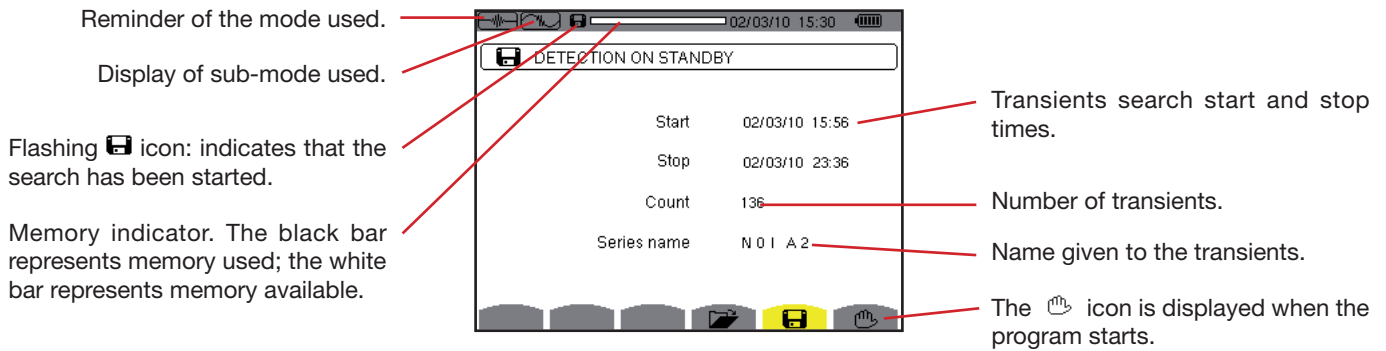 Reminder of the mode used.
Display of sub-mode used.
Flashing icon: indicates that the
search has been started.
Memory indicator. The black bar
represents memory used; the white
bar represents memory available.
02/03/10 15:30
DETECTION ON STANDBY
Start 02/03/10 15:56
Stop 02/03/10 23:36
Count 136
Series name N 0 I A 2
Transients search start and stop
times.
Number of transients.
Name given to the transients.
The icon is displayed when the
program starts.